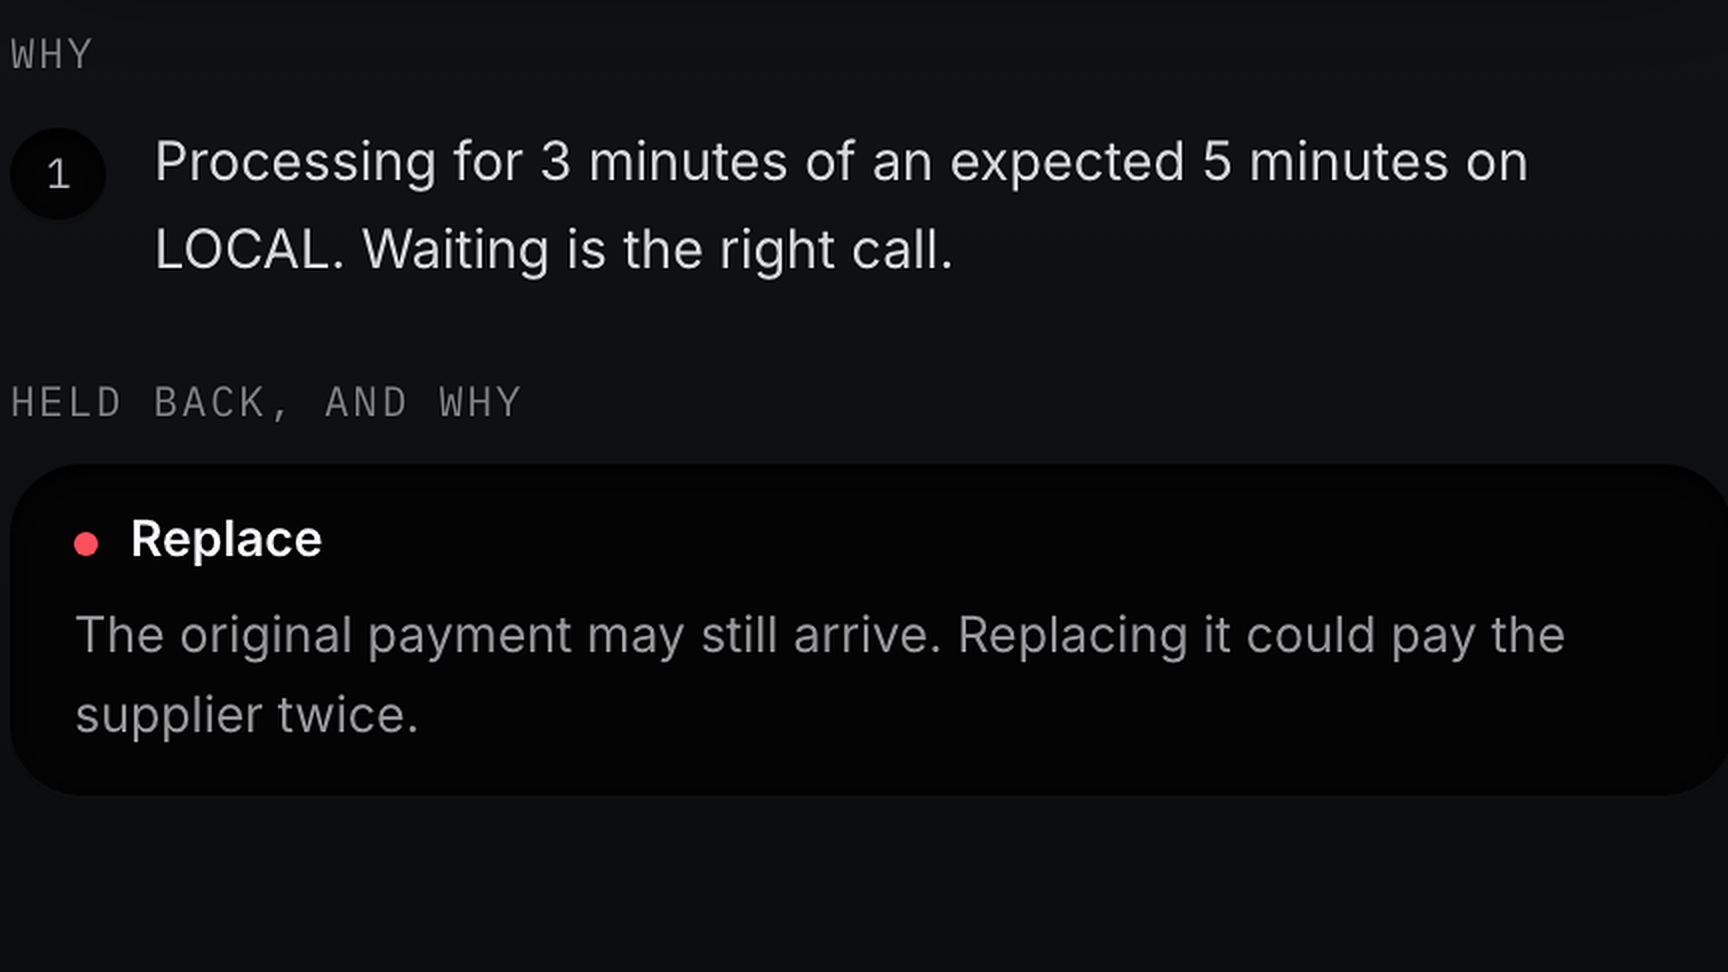 WHY
1
Processing for 3 minutes of an expected 5 minutes on
LOCAL. Waiting is the right call.
HELD BACK, AND WHY
Replace
The original payment may still arrive. Replacing it could pay the
supplier twice.